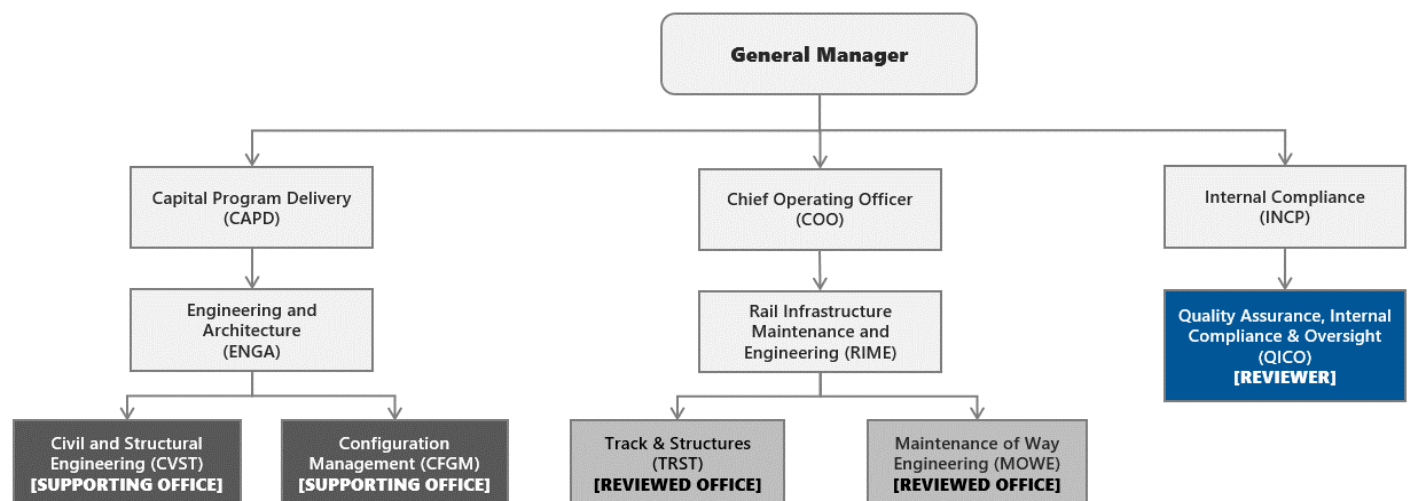 General Manager
Capital Program Delivery
(CAPD)
Chief Operating Officer
(COO)
Internal Compliance
(INCP)
Engineering and
Architecture
(ENGA)
Rail Infrastructure
Maintenance and
Engineering (RIME)
Quality Assurance, Internal
Compliance & Oversight
(QICO)
[REVIEWER]
Civil and Structural
Engineering (CVST)
[SUPPORTING OFFICE]
Configuration
Management (CFGM)
[SUPPORTING OFFICE]
Track & Structures
(TRST)
[REVIEWED OFFICE]
Maintenance of Way
Engineering (MOWE)
[REVIEWED OFFICE]